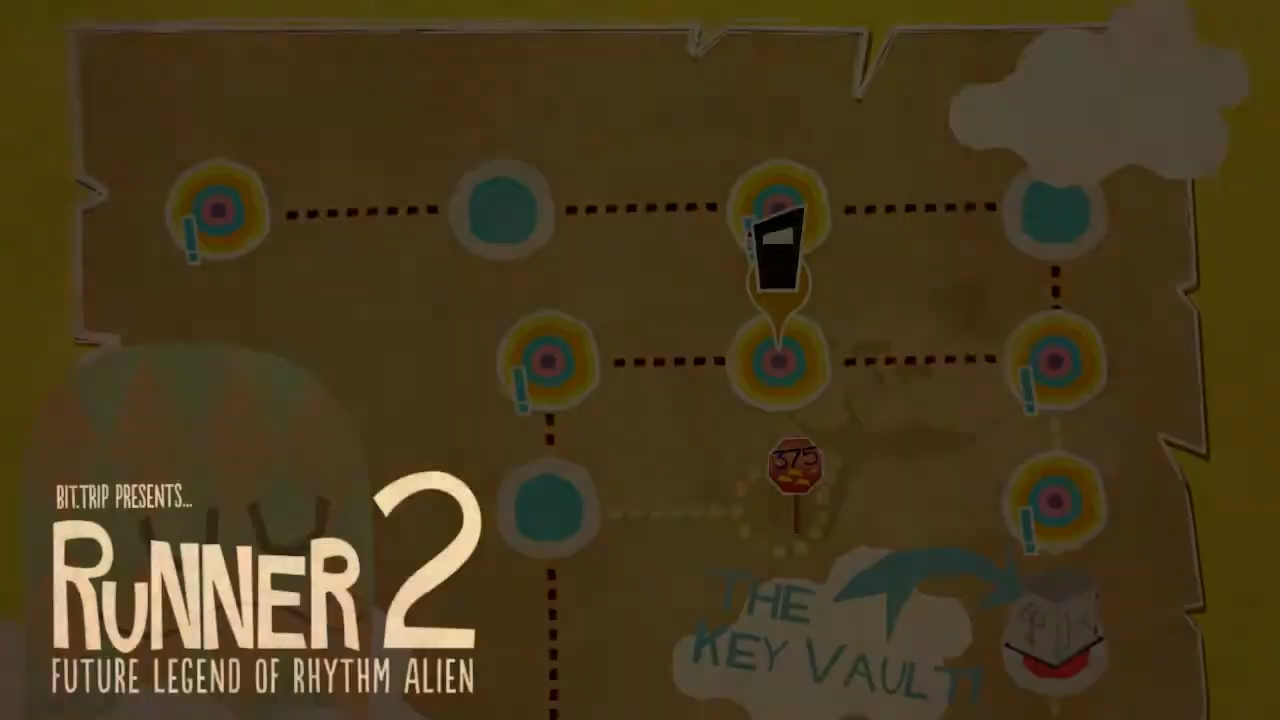 375
BIT.TRIP PRESENTS...
RUNNER 2
FUTURE LEGEND OF RHYTHM ALIEN
THE
KEY VAULT!